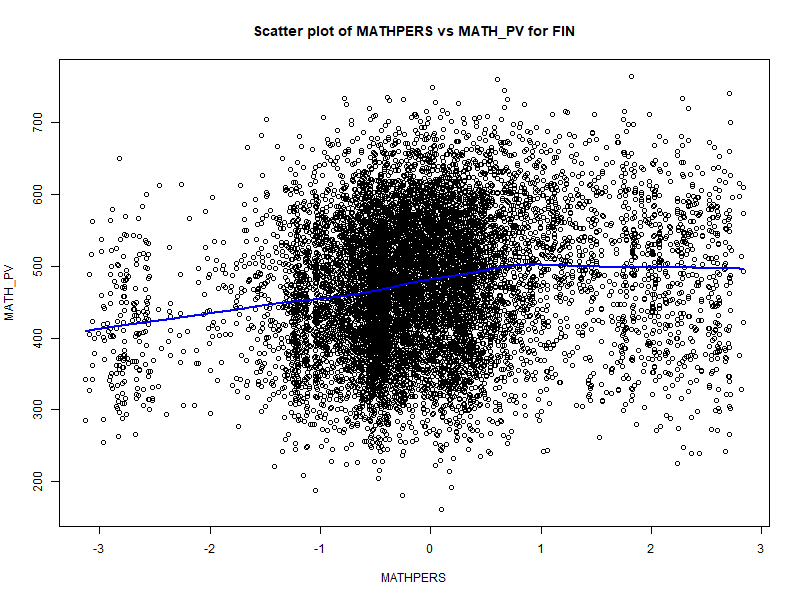 Scatter plot of MATHPERS vs MATH_PV for FIN
MATH_PV
700
600
500
400
300
200
-3 -2 -1 0 1 2 3
MATHPERS